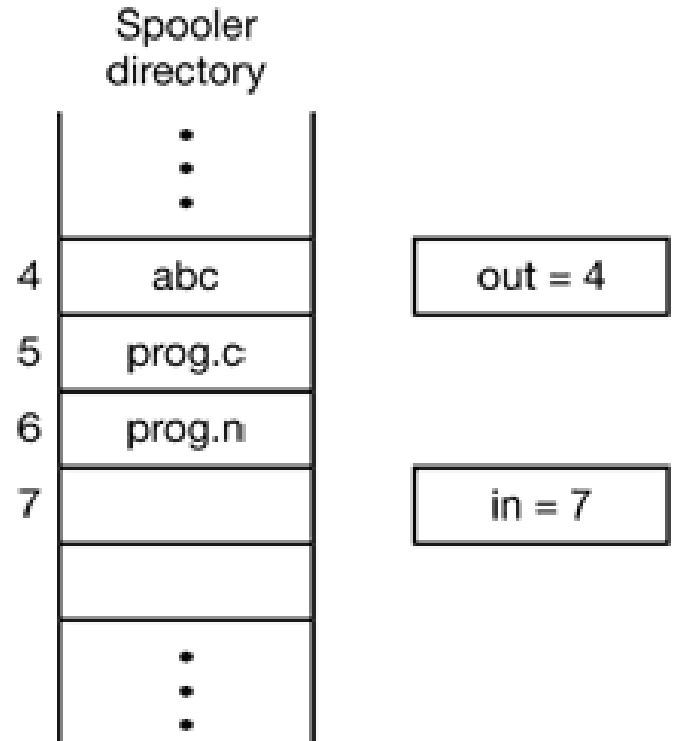 Spooler
directory
4 abc out = 4
5 prog.c
6 prog.n
7 in = 7